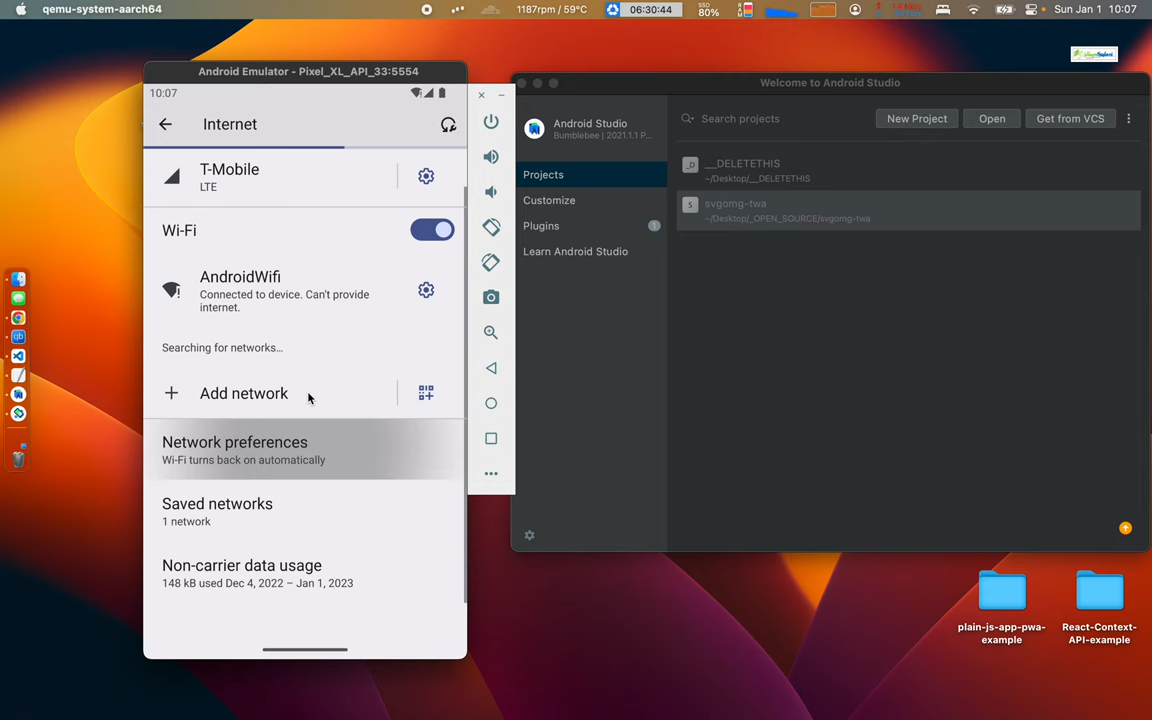 qemu-system-aarch64
1187rpm / 59°C
06:30:44
SSD
80%
Sun Jan 1 10:07
Android Emulator - Pixel_XL_API_33:5554
10:07
Internet
T-Mobile
LTE
Wi-Fi
AndroidWifi
Connected to device. Can't provide
internet.
Searching for networks…
Add network
Network preferences
Wi-Fi turns back on automatically
Saved networks
1 network
Non-carrier data usage
148 kB used Dec 4, 2022 – Jan 1, 2023
Welcome to Android Studio
Android Studio
Bumblebee | 2021.1.1 P...
Projects
Customize
Plugins
1
Learn Android Studio
Search projects
New Project
Open
Get from VCS
_D
__DELETETHIS
~/Desktop/__DELETETHIS
S
svgomg-twa
~/Desktop/_OPEN_SOURCE/svgomg-twa
plain-js-app-pwa-
example
React-Context-
API-example